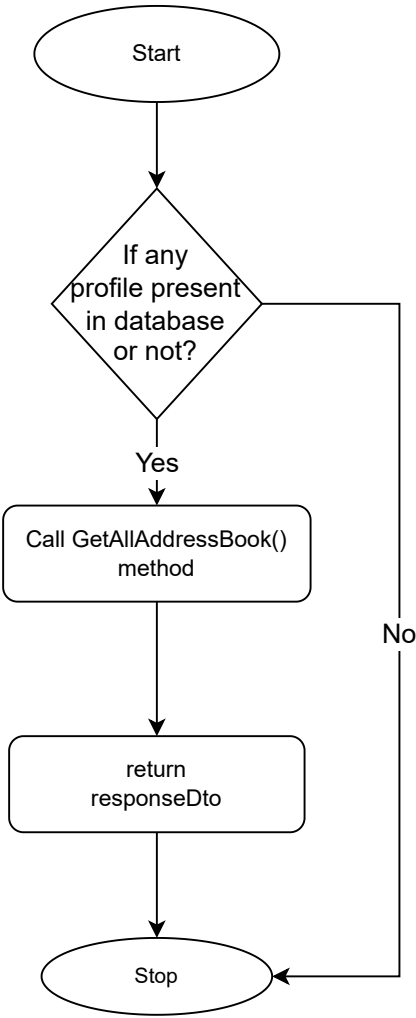 Start
If any
profile present
in database
or not?
Yes
Call GetAllAddressBook()
method
No
return
responseDto
Stop